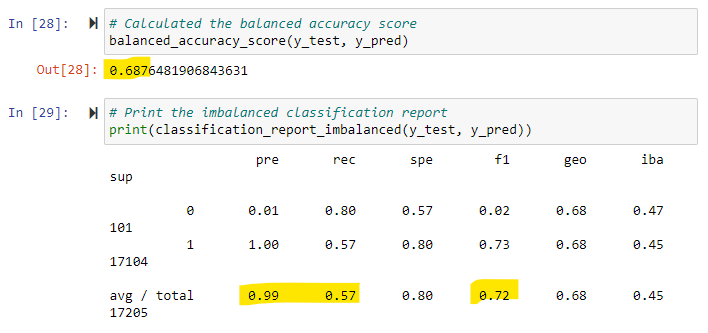 In [28]: # Calculated the balanced accuracy score
balanced_accuracy_score(y_test, y_pred)
Out[28]: 0.6876481906843631
In [29]: # Print the imbalanced classification report
print(classification_report_imbalanced(y_test, y_pred))
pre rec spe f1 geo iba
sup
0 0.01 0.80 0.57 0.02 0.68 0.47
101
1 1.00 0.57 0.80 0.73 0.68 0.45
17104
avg / total 0.99 0.57 0.80 0.72 0.68 0.45
17205